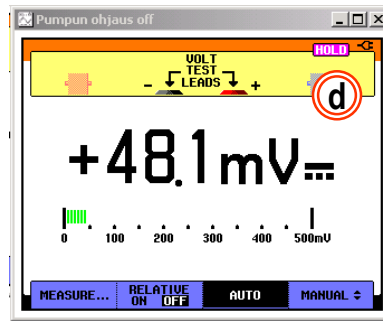 Pumpun ohjaus off
HOLD
VOLT
TEST
- LEADS +
d
+48.1mV
0 100 200 300 400 500mV
MEASURE... RELATIVE ON OFF AUTO MANUAL